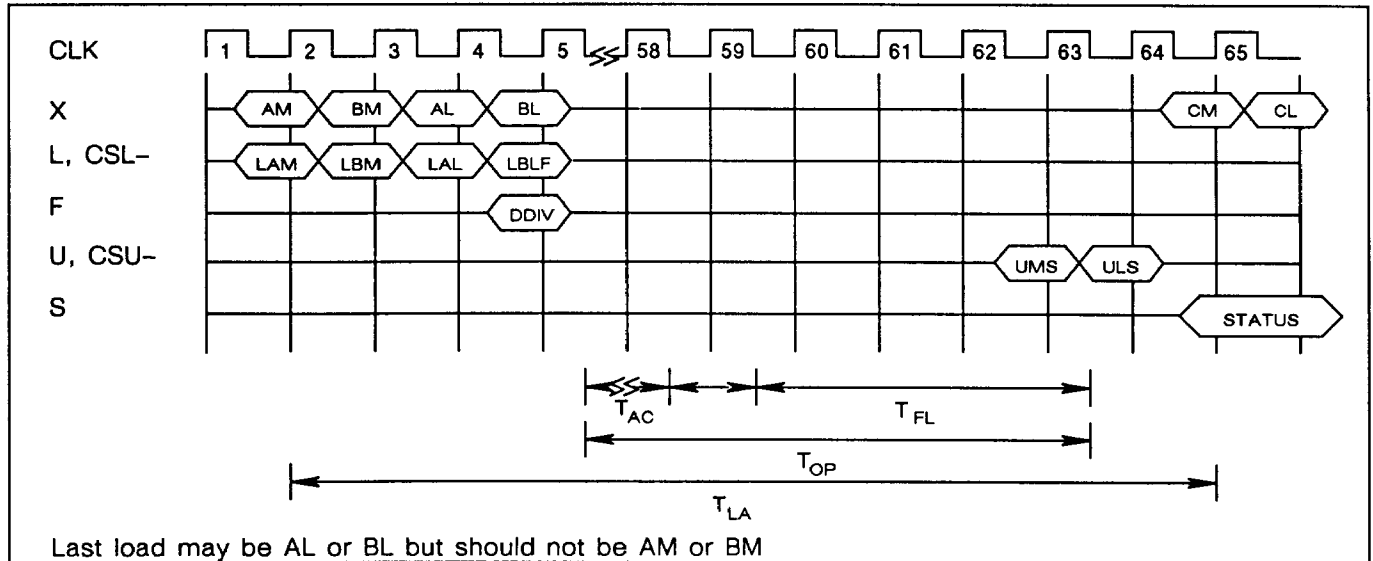 CLK 1 2 3 4 5 58 59 60 61 62 63 64 65
X AM BM AL BL CM CL
L, CSL– LAM LBM LAL LBLF
F DDIV
U, CSU– UMS ULS
S STATUS
TAC TFL
TOP
TLA
Last load may be AL or BL but should not be AM or BM